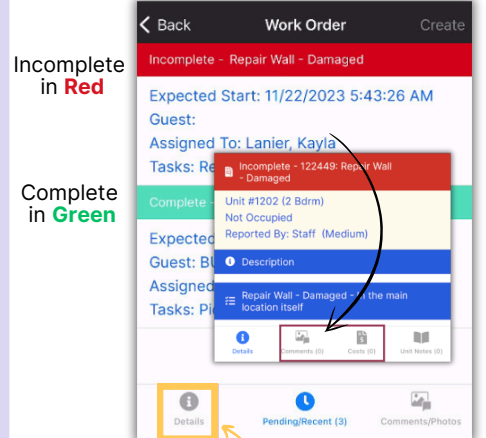 Incomplete
in Red
Complete
in Green
Back
Work Order
Create
Incomplete - Repair Wall - Damaged
Expected Start: 11/22/2023 5:43:26 AM
Guest:
Assigned To: Lanier, Kayla
Tasks: Re
Complete -
Expected
Guest: BU
Assigned
Tasks: Pi
Incomplete - 122449: Repair Wall
- Damaged
Unit #1202 (2 Bdrm)
Not Occupied
Reported By: Staff (Medium)
Description
Repair Wall - Damaged - In the main
location itself
Details
Comments (0)
Costs (0)
Unit Notes (0)
Details
Pending/Recent (3)
Comments/Photos